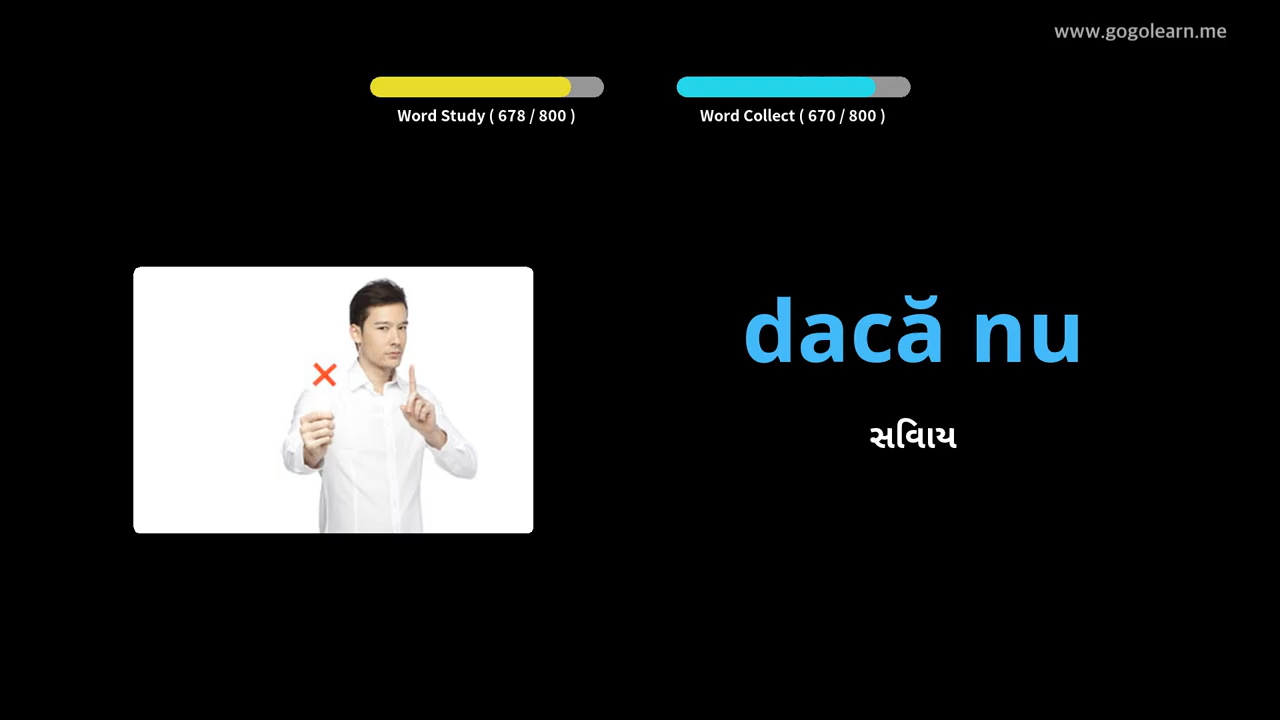 www.gogolearn.me
Word Study ( 678 / 800 )
Word Collect ( 670 / 800 )
dacă nu
સિવાય